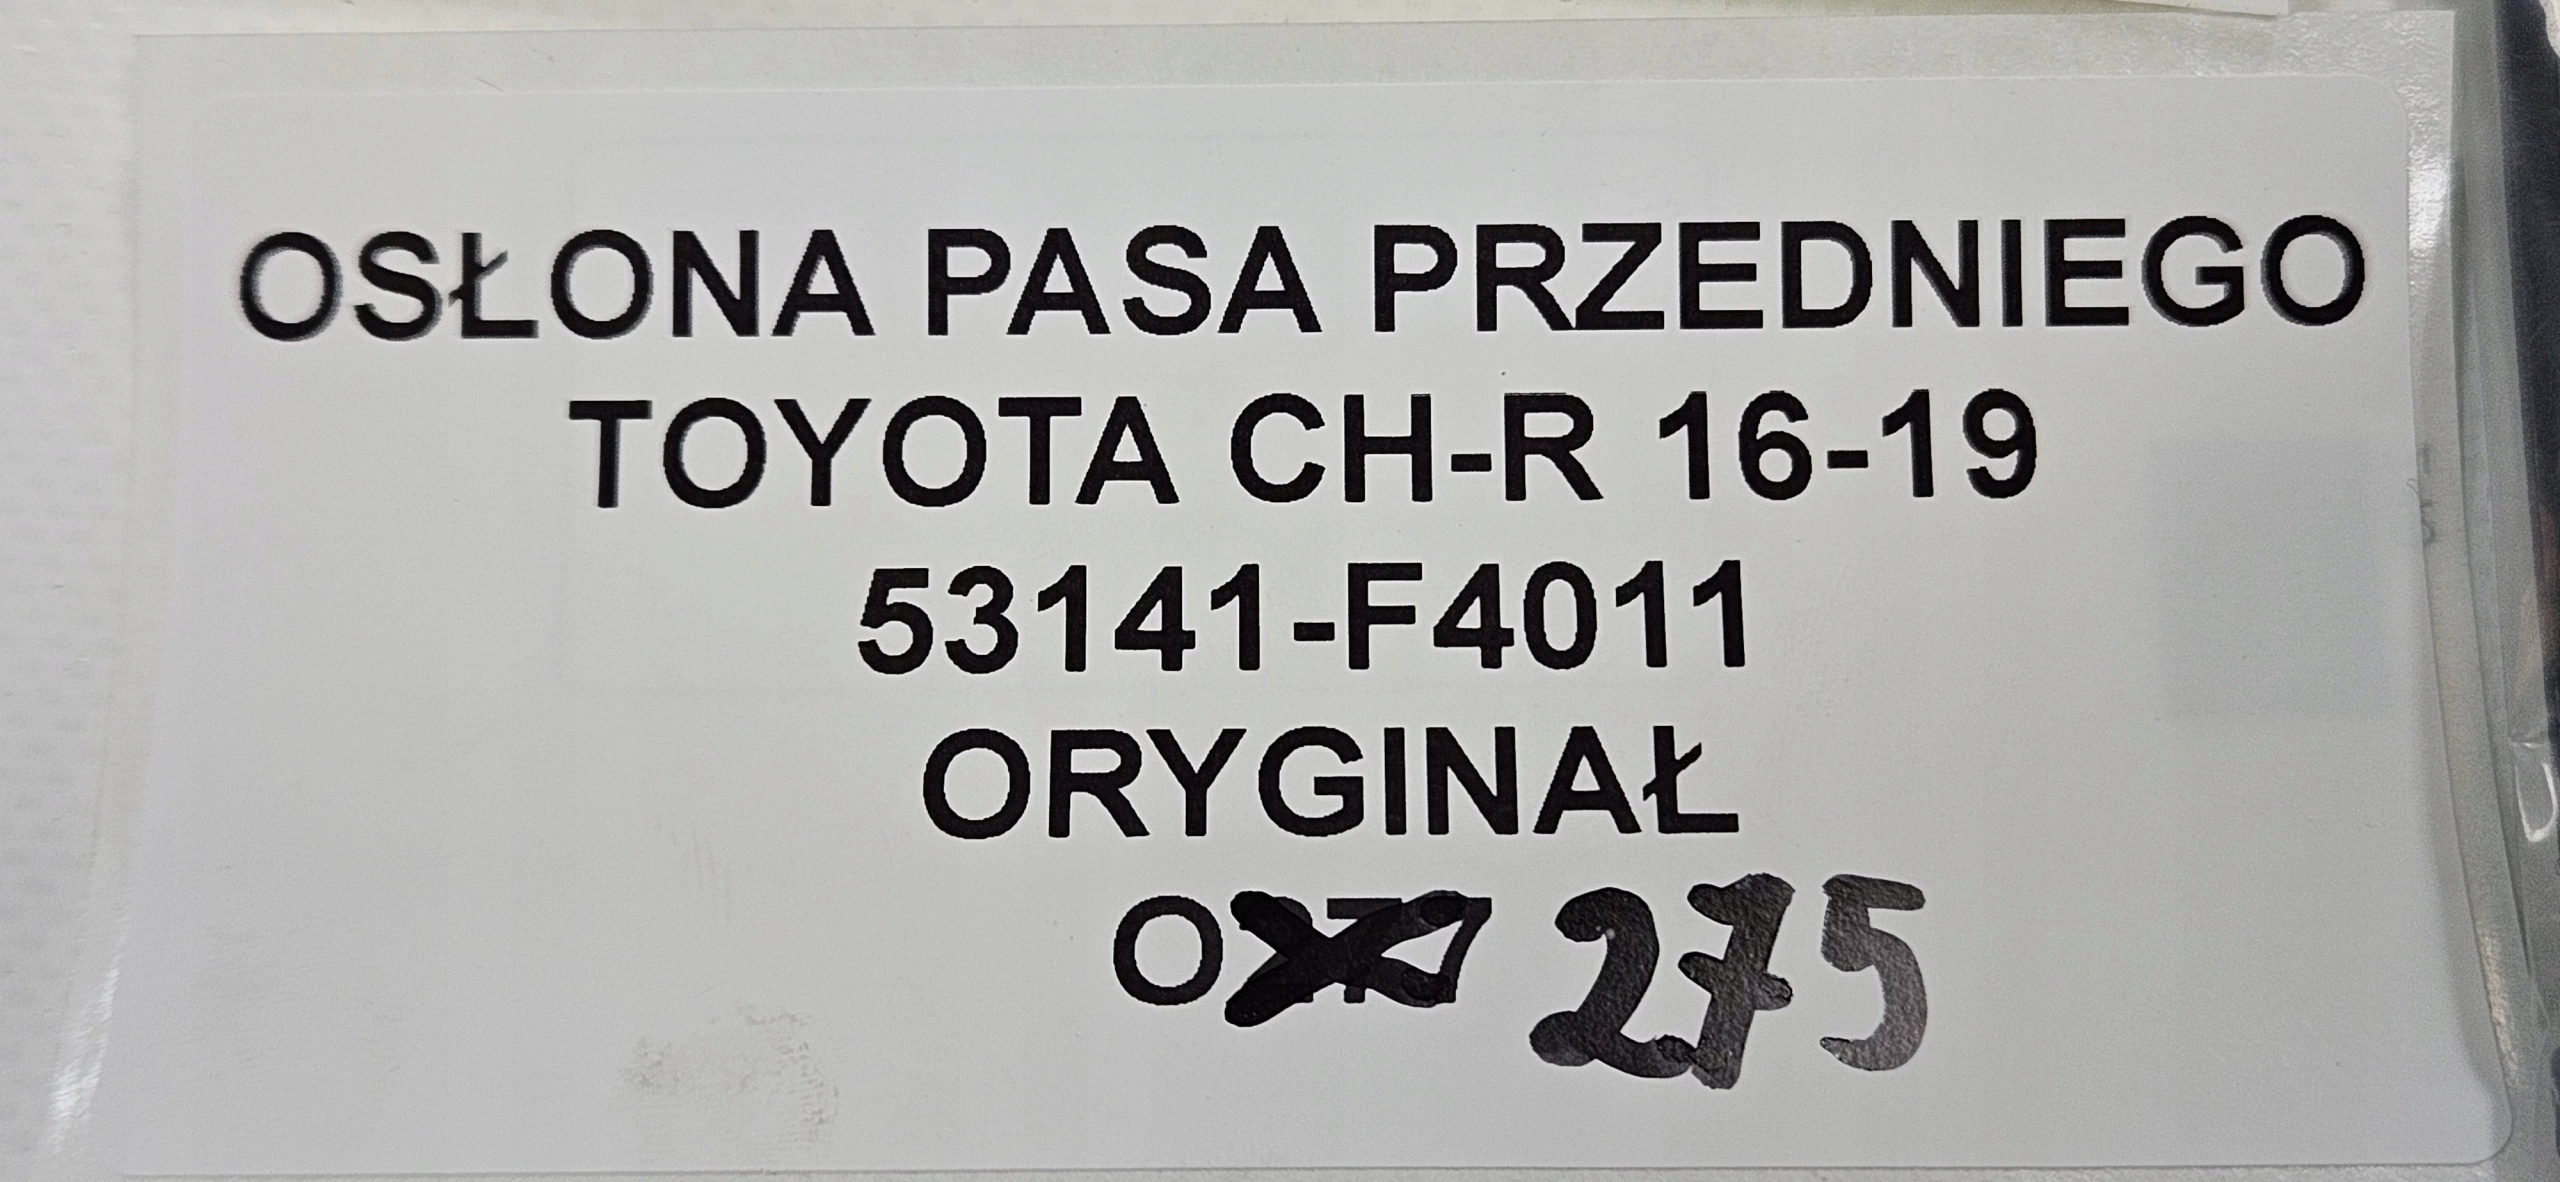 OSŁONA PASA PRZEDNIEGO
TOYOTA CH-R 16-19
53141-F4011
ORYGINAŁ
O 275